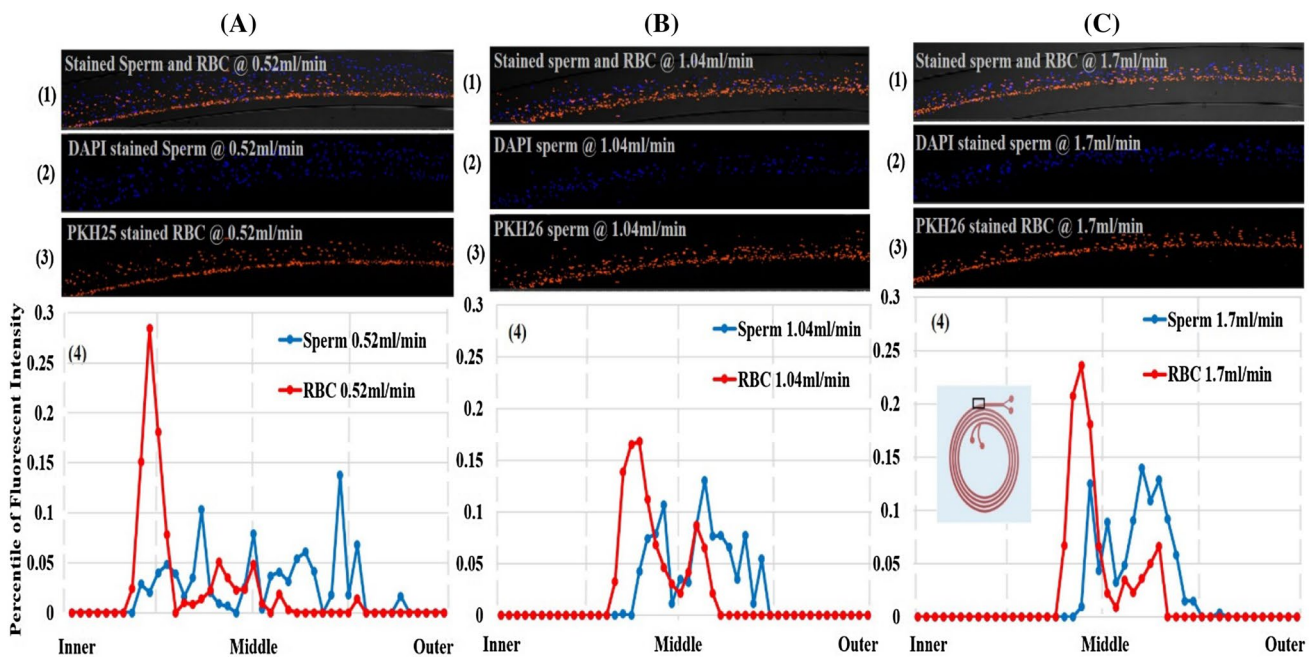 (A)
(B)
(C)
(1)
Stained Sperm and RBC @ 0.52ml/min
(1)
Stained sperm and RBC @ 1.04ml/min
(1)
Stained sperm and RBC @ 1.7ml/min
(2)
DAPI stained Sperm @ 0.52ml/min
(2)
DAPI sperm @ 1.04ml/min
(2)
DAPI stained sperm @ 1.7ml/min
(3)
PKH25 stained RBC @ 0.52ml/min
(3)
PKH26 sperm @ 1.04ml/min
(3)
PKH26 stained RBC @ 1.7ml/min
Percentile of Fluorescent Intensity
0.3
0.25
0.2
0.15
0.1
0.05
0
(4)
Sperm 0.52ml/min
RBC 0.52ml/min
Inner
Middle
Outer
0.3
0.25
0.2
0.15
0.1
0.05
0
(4)
Sperm 1.04ml/min
RBC 1.04ml/min
Inner
Middle
Outer
0.3
0.25
0.2
0.15
0.1
0.05
0
(4)
Sperm 1.7ml/min
RBC 1.7ml/min
Inner
Middle
Outer